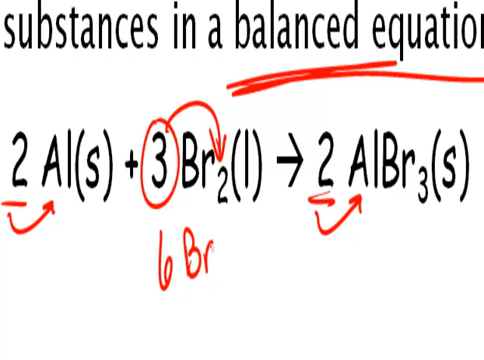 substances in a balanced equation
2 Al(s) + 3 Br₂(l) → 2 AlBr₃(s)
6 Br